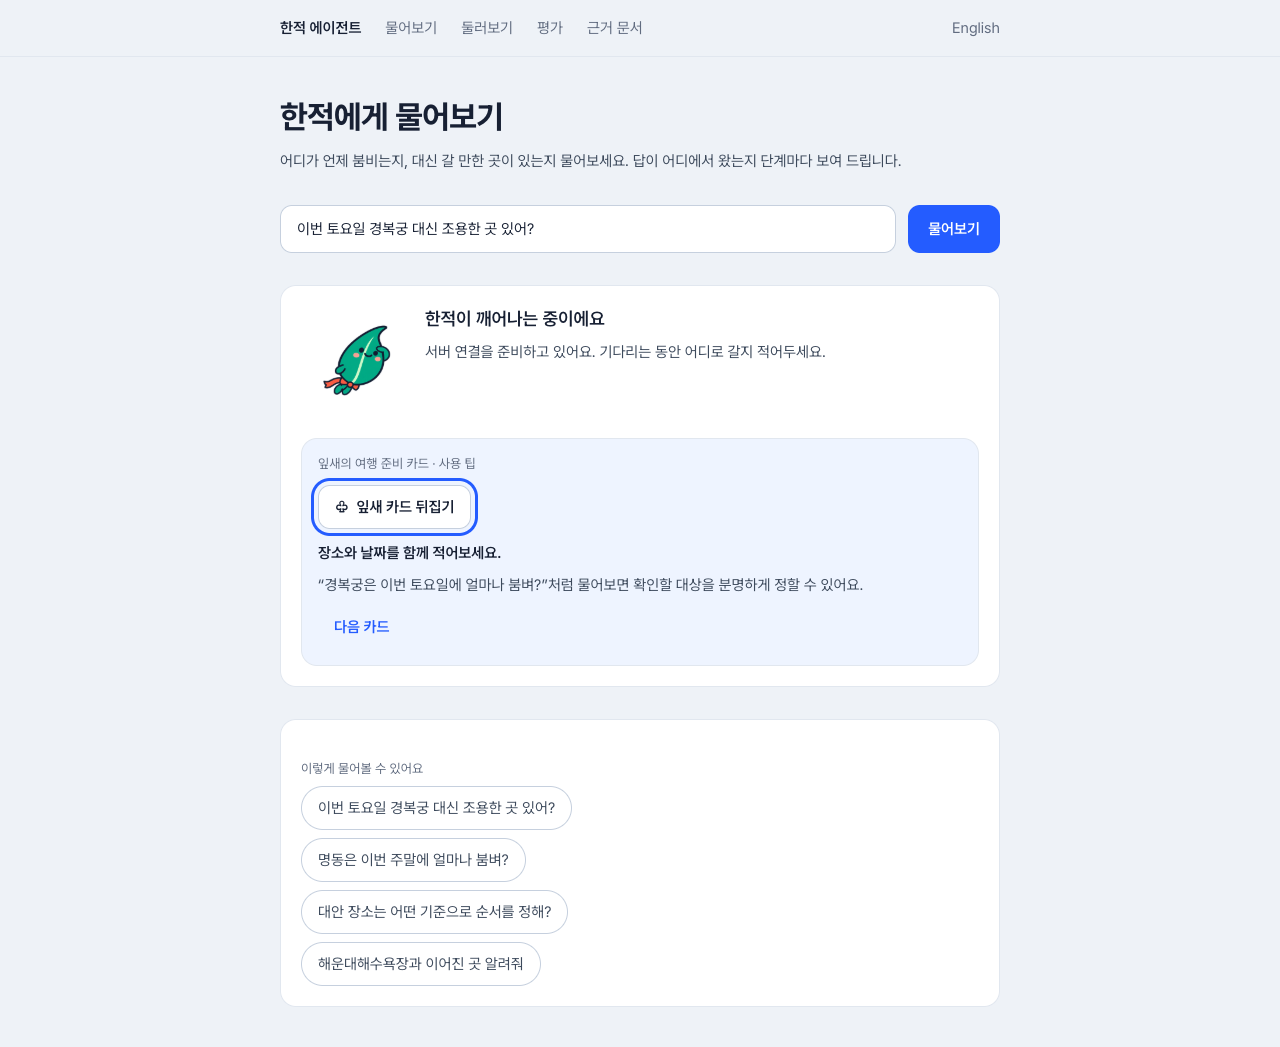 한적 에이전트 물어보기 둘러보기 평가 근거 문서 English
한적에게 물어보기
어디가 언제 붐비는지, 대신 갈 만한 곳이 있는지 물어보세요. 답이 어디에서 왔는지 단계마다 보여 드립니다.
이번 토요일 경복궁 대신 조용한 곳 있어? 물어보기
한적이 깨어나는 중이에요
서버 연결을 준비하고 있어요. 기다리는 동안 어디로 갈지 적어두세요.
잎새의 여행 준비 카드 · 사용 팁
잎새 카드 뒤집기
장소와 날짜를 함께 적어보세요.
“경복궁은 이번 토요일에 얼마나 붐벼?”처럼 물어보면 확인할 대상을 분명하게 정할 수 있어요.
다음 카드
이렇게 물어볼 수 있어요
이번 토요일 경복궁 대신 조용한 곳 있어?
명동은 이번 주말에 얼마나 붐벼?
대안 장소는 어떤 기준으로 순서를 정해?
해운대해수욕장과 이어진 곳 알려줘